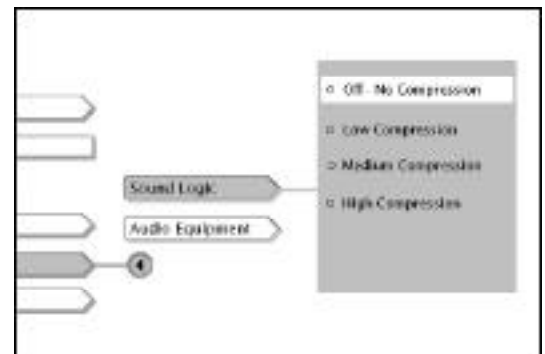 Off - No Compression
Low Compression
Medium Compression
High Compression
Sound Logic
Audio Equipment